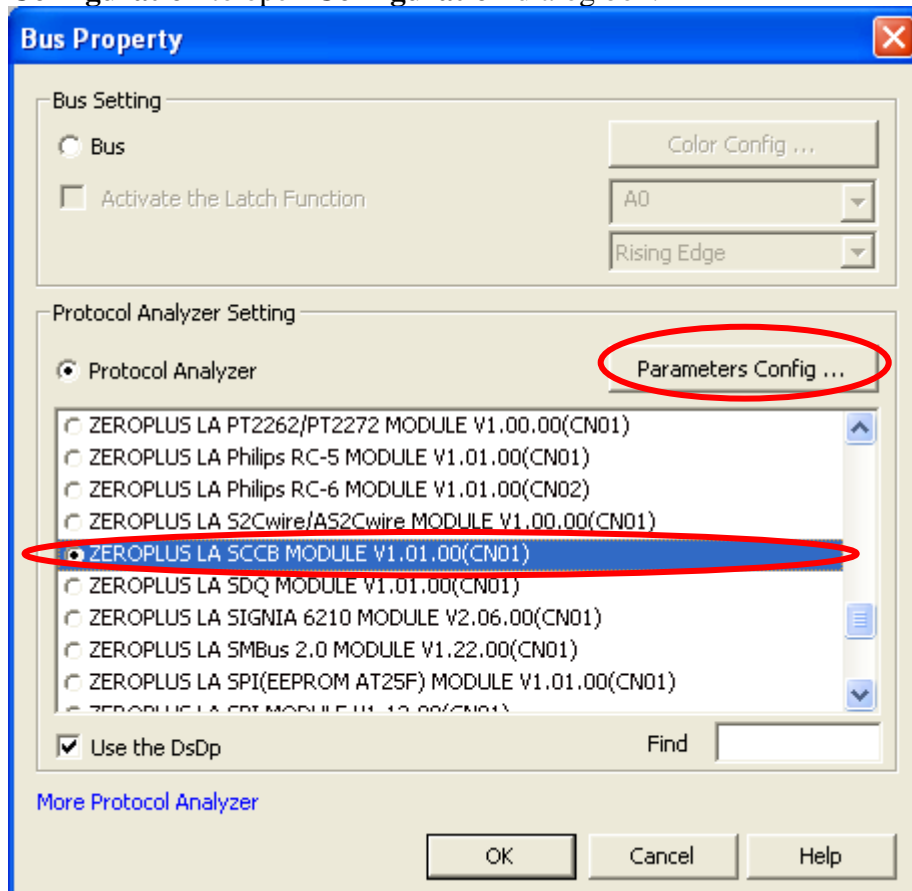 Bus Property
Bus Setting
Bus
Color Config ...
Activate the Latch Function
A0
Rising Edge
Protocol Analyzer Setting
Protocol Analyzer
Parameters Config ...
ZEROPLUS LA PT2262/PT2272 MODULE V1.00.00(CN01)
ZEROPLUS LA Philips RC-5 MODULE V1.01.00(CN01)
ZEROPLUS LA Philips RC-6 MODULE V1.01.00(CN02)
ZEROPLUS LA S2Cwire/AS2Cwire MODULE V1.00.00(CN01)
ZEROPLUS LA SCCB MODULE V1.01.00(CN01)
ZEROPLUS LA SDQ MODULE V1.01.00(CN01)
ZEROPLUS LA SIGNIA 6210 MODULE V2.06.00(CN01)
ZEROPLUS LA SMBus 2.0 MODULE V1.22.00(CN01)
ZEROPLUS LA SPI(EEPROM AT25F) MODULE V1.01.00(CN01)
Use the DsDp
Find
More Protocol Analyzer
OK
Cancel
Help